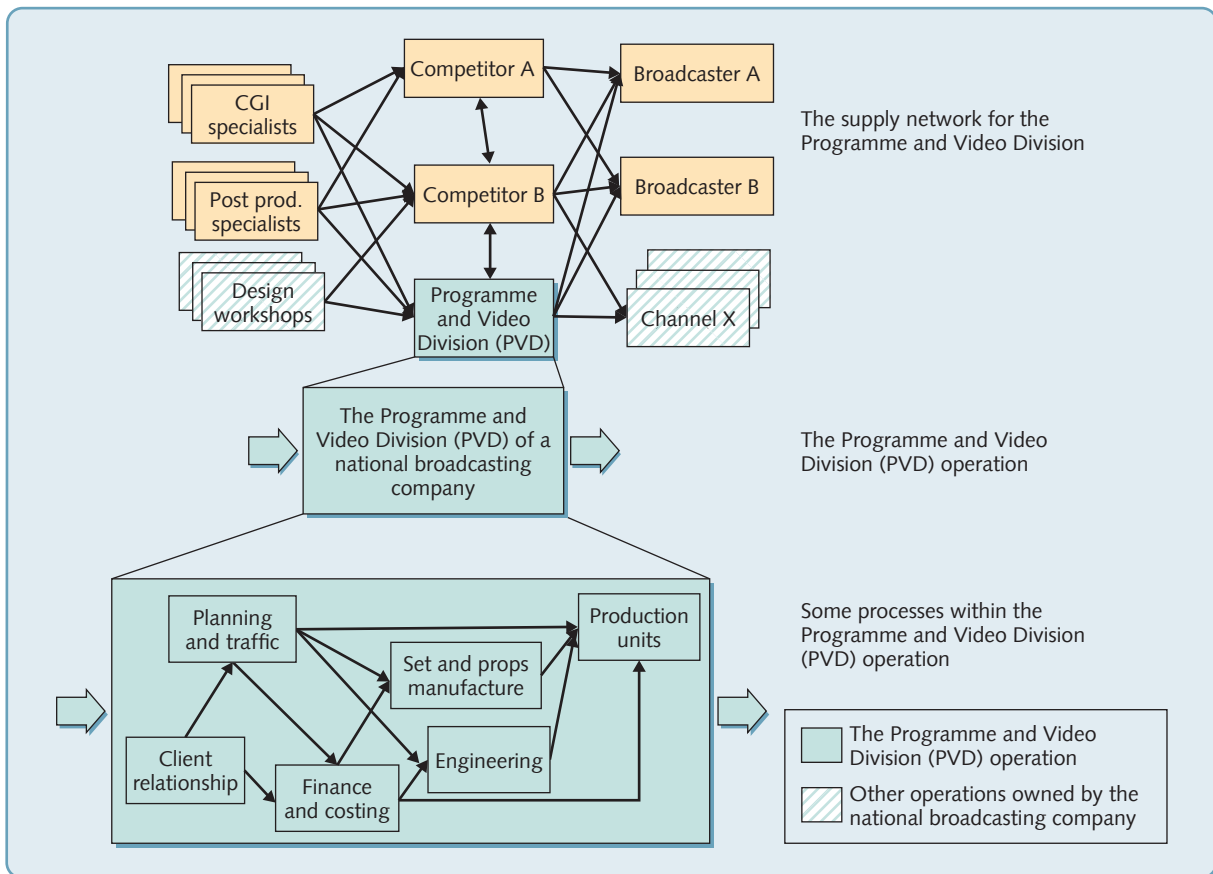 Competitor A
Broadcaster A
CGI
specialists
The supply network for the
Programme and Video Division
Competitor B
Broadcaster B
Post prod.
specialists
Design
workshops
Programme
and Video
Division (PVD)
Channel X
The Programme and
Video Division (PVD) of a
national broadcasting
company
The Programme and Video
Division (PVD) operation
Planning
and traffic
Production
units
Some processes within the
Programme and Video Division
(PVD) operation
Set and props
manufacture
Client
relationship
Engineering
Finance
and costing
The Programme and Video
Division (PVD) operation
Other operations owned by the
national broadcasting company